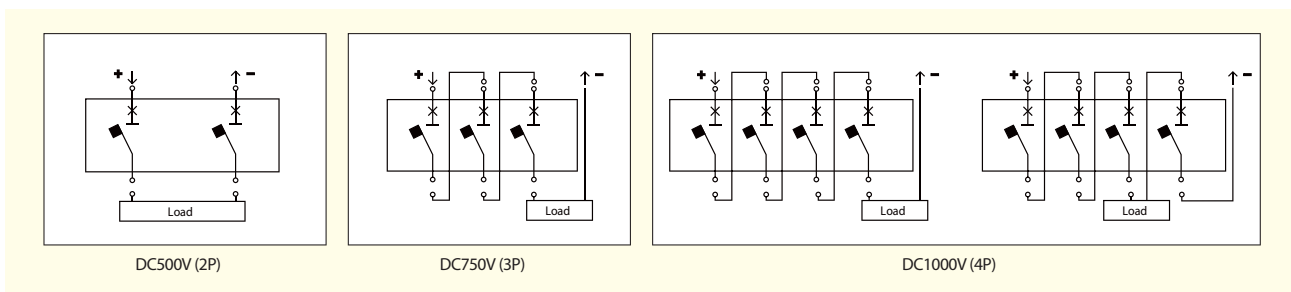 + −
Load
DC500V (2P)
+ −
Load
DC750V (3P)
+ −
Load
+ −
Load
DC1000V (4P)